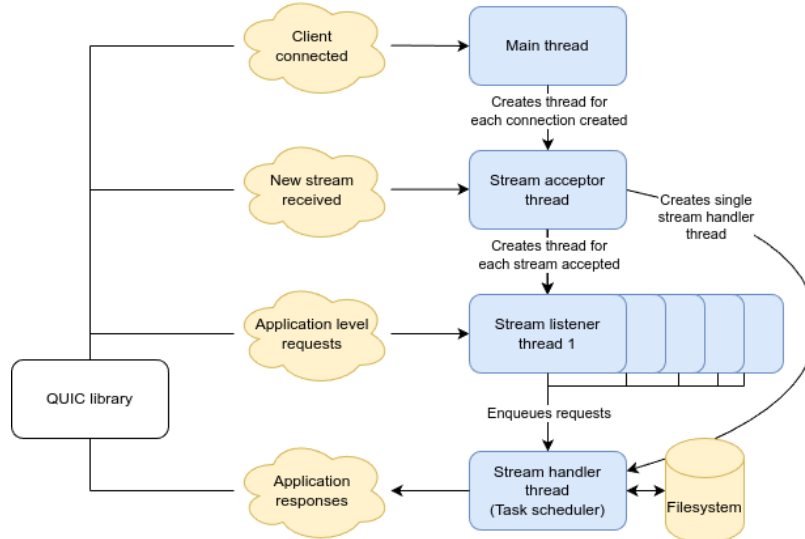 Client
connected
Main thread
Creates thread for
each connection created
New stream
received
Stream acceptor
thread
Creates single
stream handler
thread
Creates thread for
each stream accepted
Application level
requests
Stream listener
thread 1
QUIC library
Enqueues requests
Application
responses
Stream handler
thread
(Task scheduler)
Filesystem